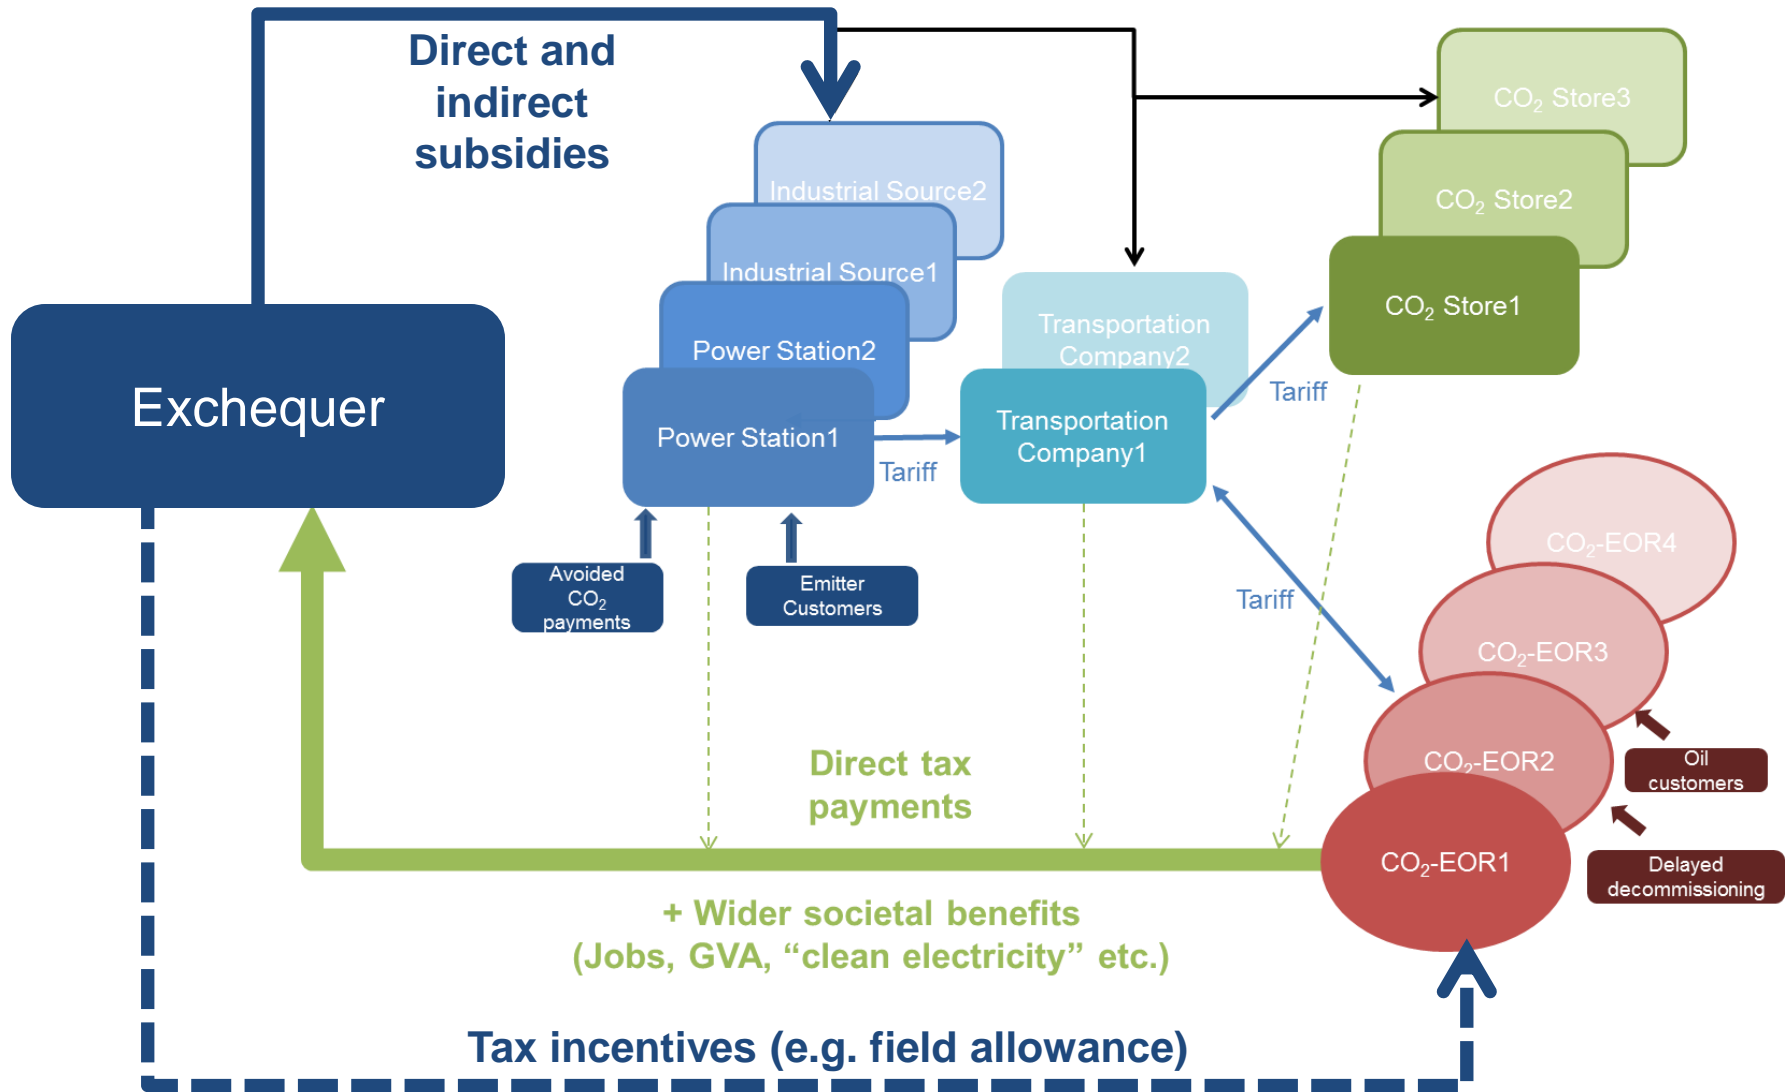 Direct and
indirect
subsidies
CO₂ Store3
Industrial Source2
CO₂ Store2
Industrial Source1
CO₂ Store1
Transportation
Company2
Power Station2
Exchequer
Tariff
Transportation
Company1
Power Station1
Tariff
CO₂-EOR4
Avoided
CO₂
payments
Emitter
Customers
Tariff
CO₂-EOR3
Direct tax
payments
CO₂-EOR2
Oil
customers
CO₂-EOR1
Delayed
decommissioning
+ Wider societal benefits
(Jobs, GVA, “clean electricity” etc.)
Tax incentives (e.g. field allowance)